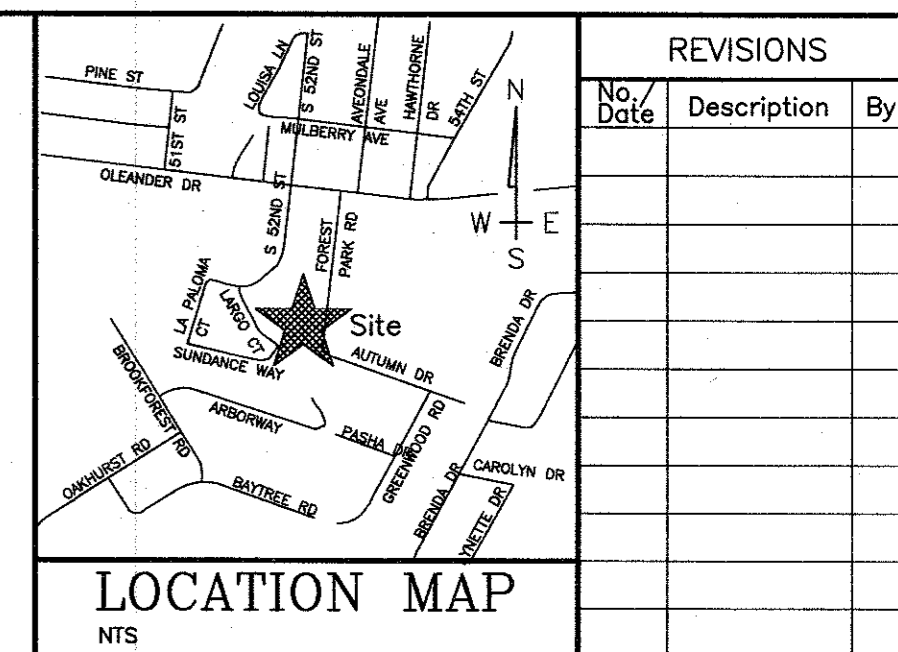 PINE ST
LOUISA LN
S 52ND ST
AVEONDALE
AVE
HAWTHORNE
DR
54TH ST
51ST ST
MULBERRY AVE
OLEANDER DR
S 52ND ST
FOREST
PARK RD
N
W E
S
LA PALOMA
CT
LARGO CT
Site
SUNDANCE WAY
AUTUMN DR
BRENDA DR
BROOKFOREST RD
ARBORWAY
PASHA DR
GREENWOOD RD
OAKHURST RD
BAYTREE RD
BRENDA DR
CAROLYN DR
YNETTE DR
LOCATION MAP
NTS
REVISIONS
No./
Date
Description
By